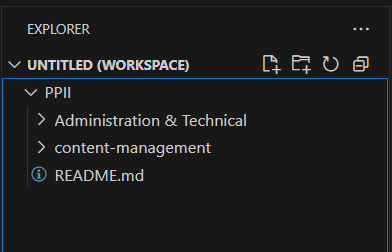 EXPLORER
UNTITLED (WORKSPACE)
PPII
Administration & Technical
content-management
README.md